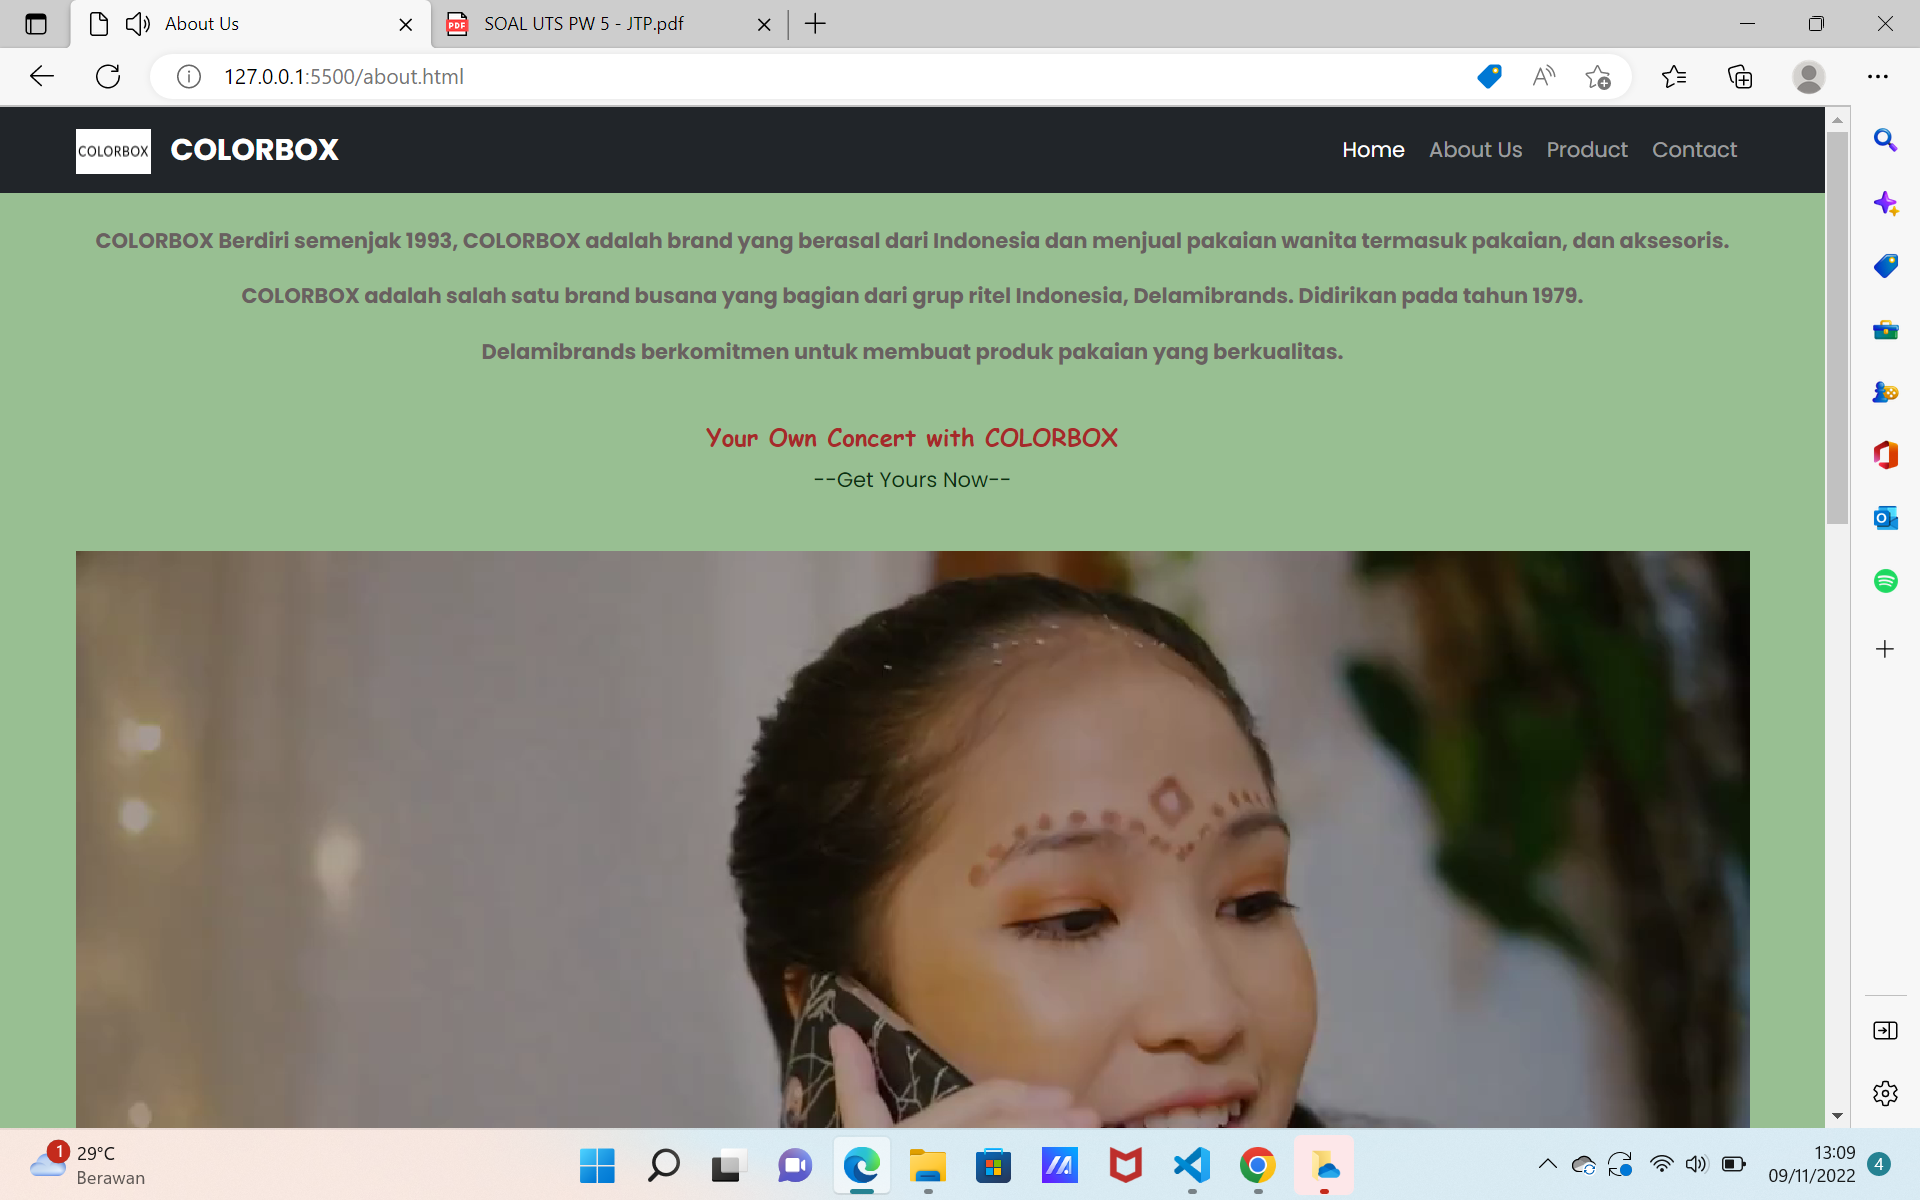 About Us
SOAL UTS PW 5 - JTP.pdf
127.0.0.1:5500/about.html
COLORBOX
COLORBOX
Home About Us Product Contact
COLORBOX Berdiri semenjak 1993, COLORBOX adalah brand yang berasal dari Indonesia dan menjual pakaian wanita termasuk pakaian, dan aksesoris.
COLORBOX adalah salah satu brand busana yang bagian dari grup ritel Indonesia, Delamibrands. Didirikan pada tahun 1979.
Delamibrands berkomitmen untuk membuat produk pakaian yang berkualitas.
Your Own Concert with COLORBOX
--Get Yours Now--
1
29°C
Berawan
13:09
09/11/2022
4